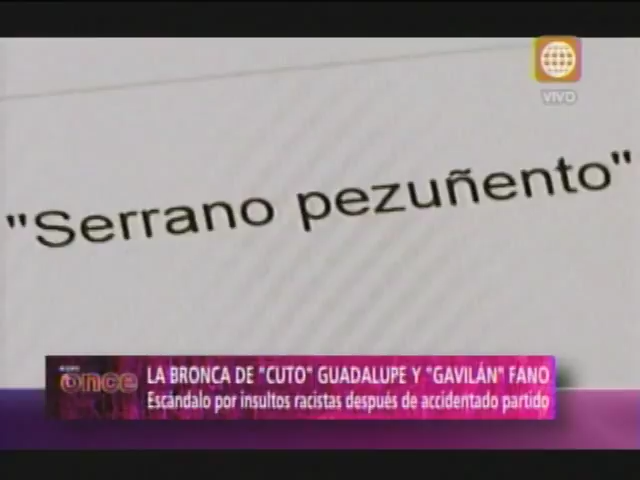 VIVO
"Serrano pezuñento"
once
LA BRONCA DE "CUTO" GUADALUPE Y "GAVILÁN" FANO
Escándalo por insultos racistas después de accidentado partido